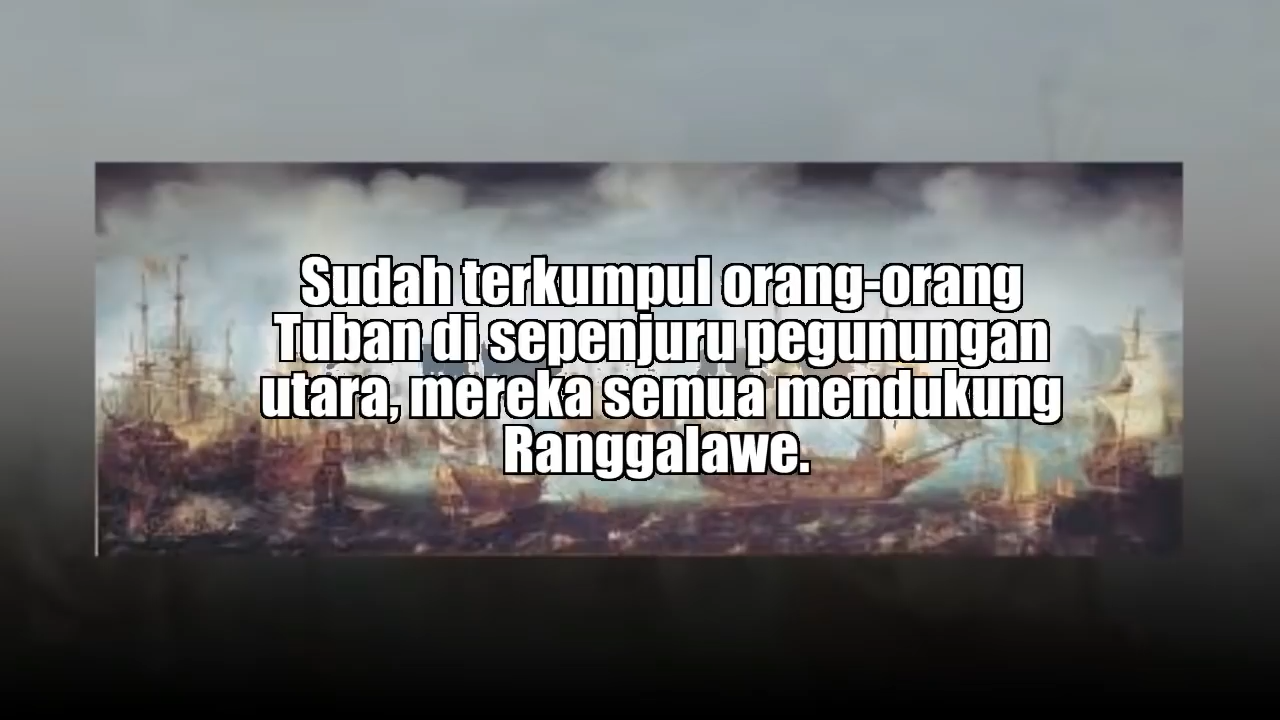 Sudah terkumpul orang-orang
Tuban di sepenjuru pegunungan
utara, mereka semua mendukung
Ranggalawe.